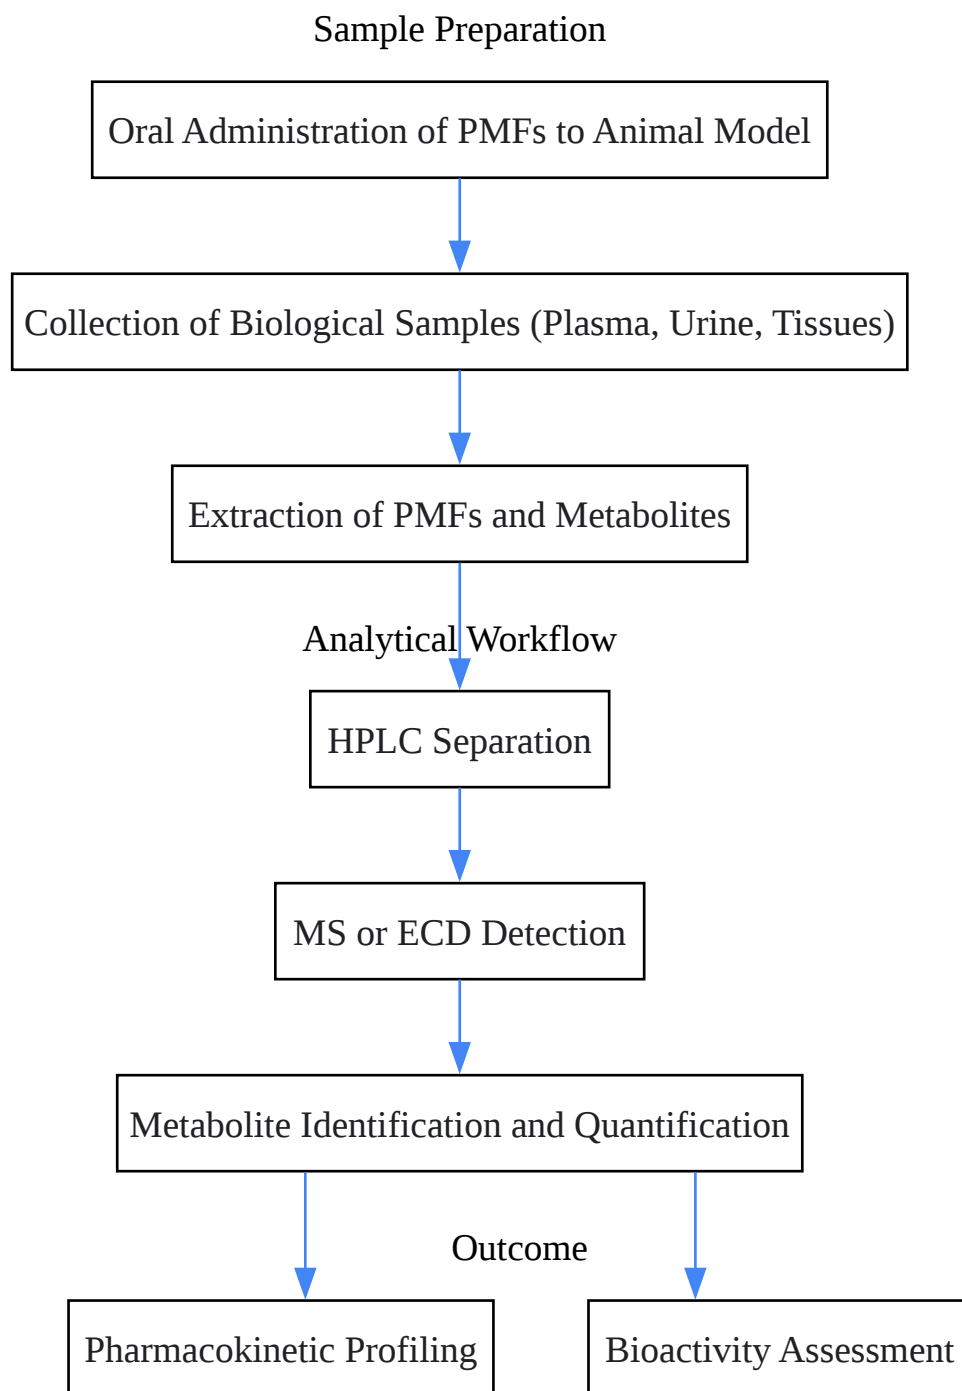 Sample Preparation
Oral Administration of PMFs to Animal Model
Collection of Biological Samples (Plasma, Urine, Tissues)
Extraction of PMFs and Metabolites
Analytical Workflow
HPLC Separation
MS or ECD Detection
Metabolite Identification and Quantification
Outcome
Pharmacokinetic Profiling
Bioactivity Assessment